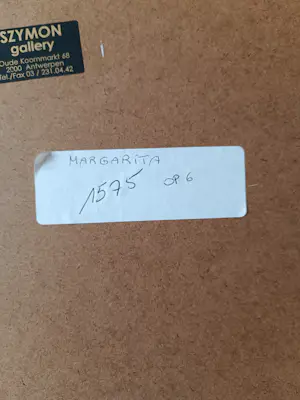 SZYMON
gallery
Oude Koornmarkt 68
2000 Antwerpen
Tel./Fax 03 / 231.04.42
MARGARITA
1575 OP 6